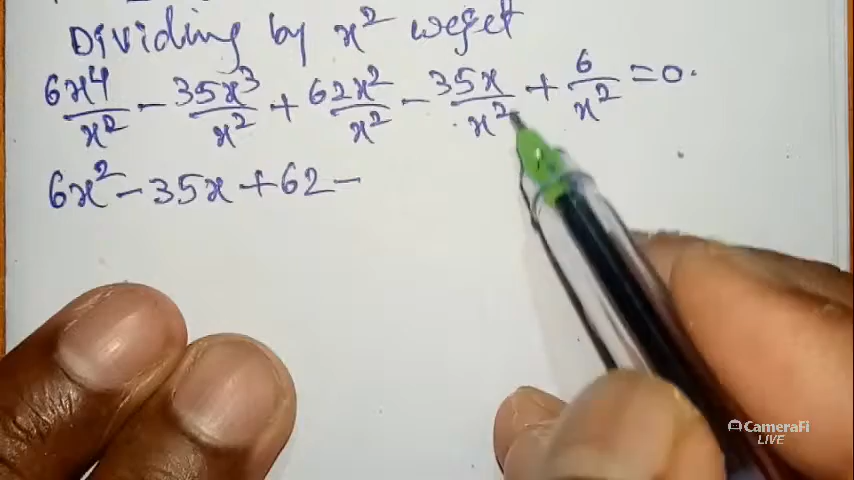 Dividing by x² we get
6x⁴/x² - 35x³/x² + 62x²/x² - 35x/x² + 6/x² = 0.
6x² - 35x + 62 -
CameraFi
LIVE